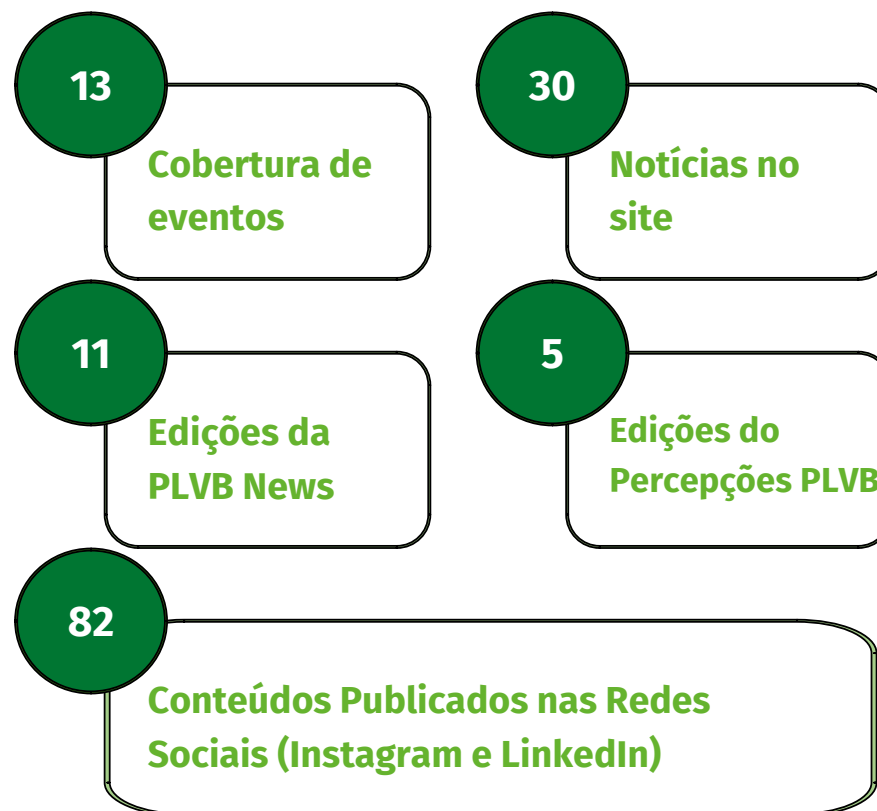 13
Cobertura de
eventos
30
Notícias no
site
11
Edições da
PLVB News
5
Edições do
Percepções PLVB
82
Conteúdos Publicados nas Redes
Sociais (Instagram e LinkedIn)